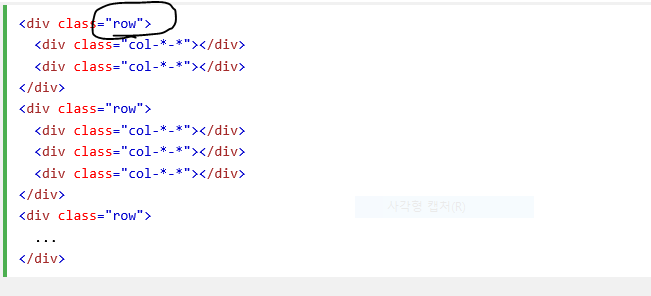 <div class="row">
  <div class="col-*-*"></div>
  <div class="col-*-*"></div>
</div>
<div class="row">
  <div class="col-*-*"></div>
  <div class="col-*-*"></div>
  <div class="col-*-*"></div>
</div>
사각형 캡처(R)
<div class="row">
  ...
</div>